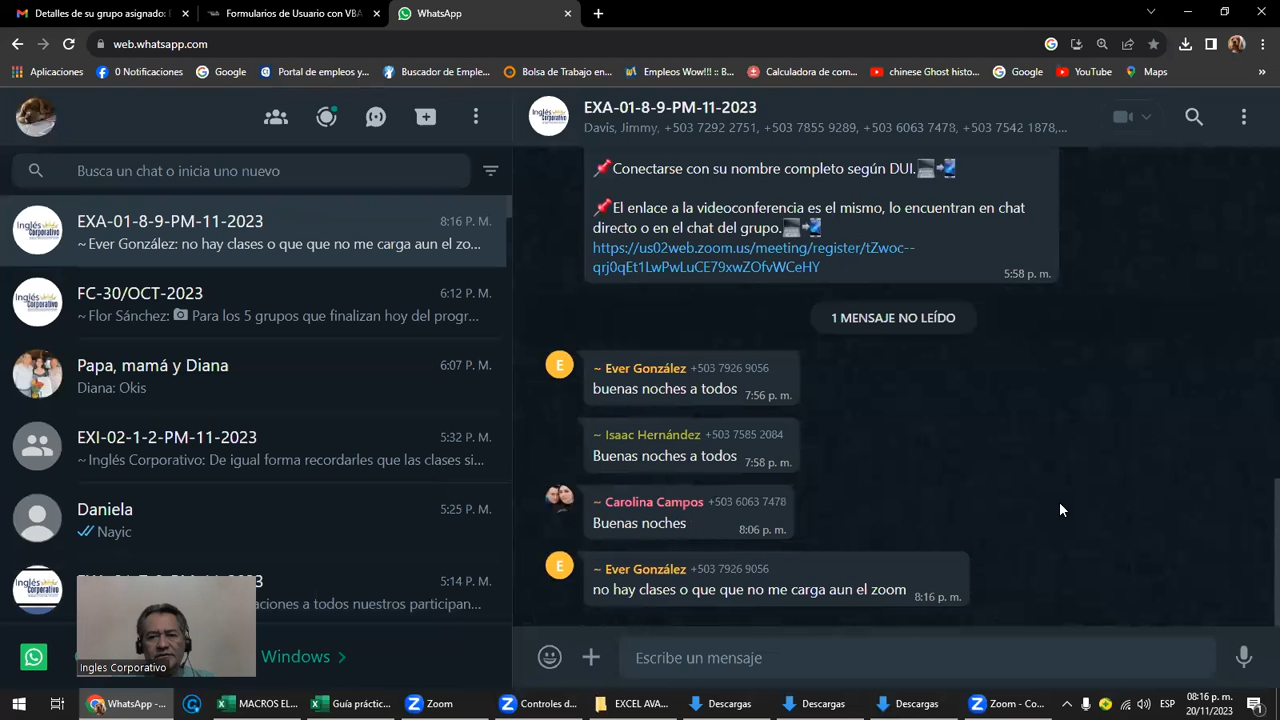 Detalles de su grupo asignado: E
Formularios de Usuario con VBA
WhatsApp
web.whatsapp.com
Aplicaciones
0 Notificaciones
Google
Portal de empleos y...
Buscador de Emple...
Bolsa de Trabajo en...
Empleos Wow!!! :: B...
Calculadora de com...
chinese Ghost histo...
Google
YouTube
Maps
EXA-01-8-9-PM-11-2023
Davis, Jimmy, +503 7292 2751, +503 7855 9289, +503 6063 7478, +503 7542 1878,...
Busca un chat o inicia uno nuevo
EXA-01-8-9-PM-11-2023
8:16 P. M.
~ Ever González: no hay clases o que que no me carga aun el zo...
FC-30/OCT-2023
6:12 P. M.
~ Flor Sánchez: Para los 5 grupos que finalizan hoy del progr...
Papa, mamá y Diana
6:07 P. M.
Diana: Okis
EXI-02-1-2-PM-11-2023
5:32 P. M.
~ Inglés Corporativo: De igual forma recordarles que las clases si...
Daniela
5:25 P. M.
Nayic
5:14 P. M.
aciones a todos nuestros participan...
Windows
Ingles Corporativo
Conectarse con su nombre completo según DUI.
El enlace a la videoconferencia es el mismo, lo encuentran en chat
directo o en el chat del grupo.
https://us02web.zoom.us/meeting/register/tZwoc--
qrj0qEt1LwPwLuCE79xwZOfvWCeHY
5:58 p. m.
1 MENSAJE NO LEÍDO
~ Ever González +503 7926 9056
buenas noches a todos
7:56 p. m.
~ Isaac Hernández +503 7585 2084
Buenas noches a todos
7:58 p. m.
~ Carolina Campos +503 6063 7478
Buenas noches
8:06 p. m.
~ Ever González +503 7926 9056
no hay clases o que que no me carga aun el zoom
8:16 p. m.
Escribe un mensaje
WhatsApp -...
MACROS EL...
Guía práctic...
Zoom
Controles d...
EXCEL AVA...
Descargas
Descargas
Descargas
Zoom - Co...
ESP
08:16 p. m.
20/11/2023